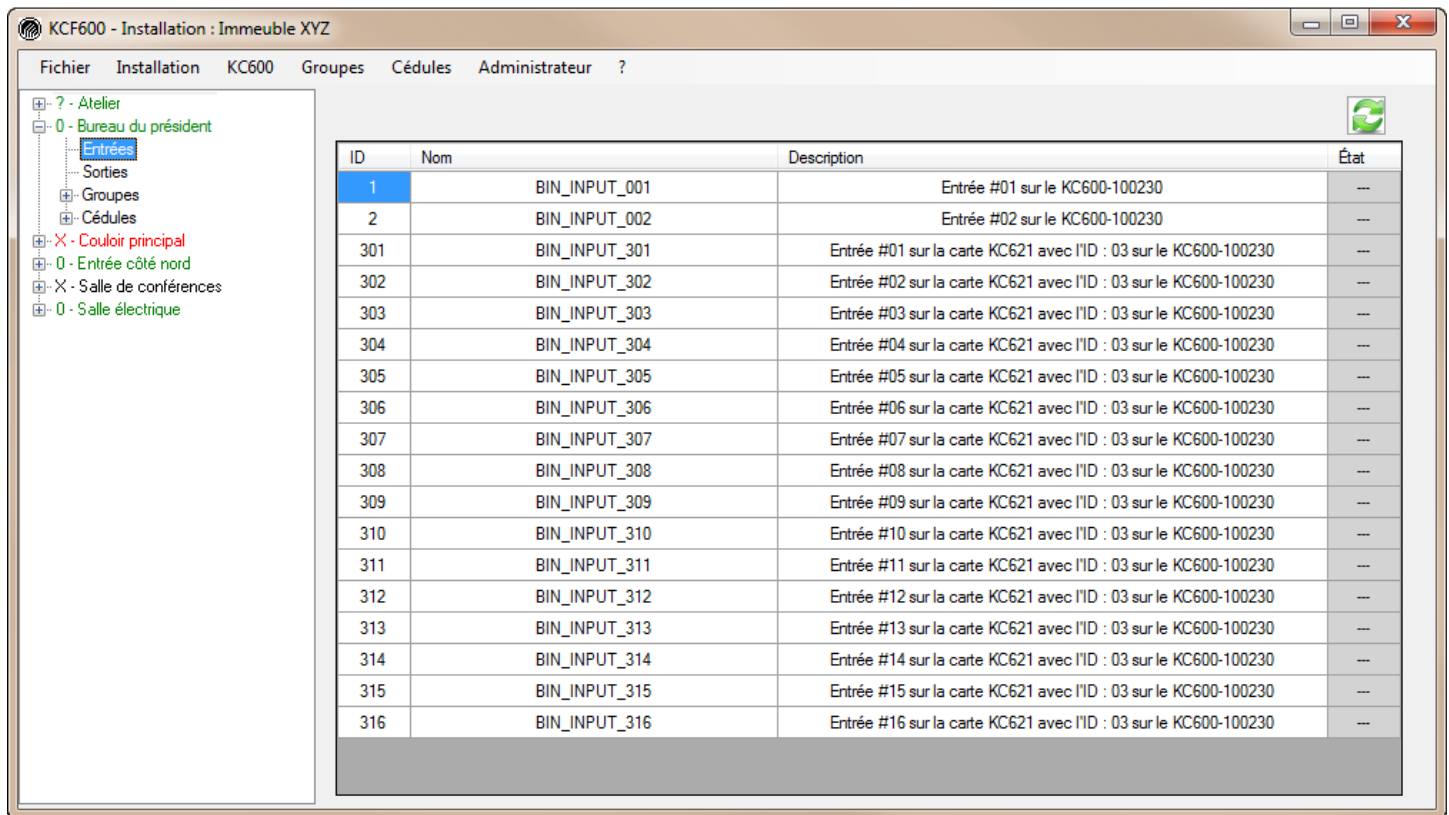 KCF600 - Installation : Immeuble XYZ
Fichier Installation KC600 Groupes Cédules Administrateur ?
? - Atelier
0 - Bureau du président
Entrées
Sorties
Groupes
Cédules
X - Couloir principal
0 - Entrée côté nord
X - Salle de conférences
0 - Salle électrique
ID Nom Description État
1 BIN_INPUT_001 Entrée #01 sur le KC600-100230 ---
2 BIN_INPUT_002 Entrée #02 sur le KC600-100230 ---
301 BIN_INPUT_301 Entrée #01 sur la carte KC621 avec l'ID : 03 sur le KC600-100230 ---
302 BIN_INPUT_302 Entrée #02 sur la carte KC621 avec l'ID : 03 sur le KC600-100230 ---
303 BIN_INPUT_303 Entrée #03 sur la carte KC621 avec l'ID : 03 sur le KC600-100230 ---
304 BIN_INPUT_304 Entrée #04 sur la carte KC621 avec l'ID : 03 sur le KC600-100230 ---
305 BIN_INPUT_305 Entrée #05 sur la carte KC621 avec l'ID : 03 sur le KC600-100230 ---
306 BIN_INPUT_306 Entrée #06 sur la carte KC621 avec l'ID : 03 sur le KC600-100230 ---
307 BIN_INPUT_307 Entrée #07 sur la carte KC621 avec l'ID : 03 sur le KC600-100230 ---
308 BIN_INPUT_308 Entrée #08 sur la carte KC621 avec l'ID : 03 sur le KC600-100230 ---
309 BIN_INPUT_309 Entrée #09 sur la carte KC621 avec l'ID : 03 sur le KC600-100230 ---
310 BIN_INPUT_310 Entrée #10 sur la carte KC621 avec l'ID : 03 sur le KC600-100230 ---
311 BIN_INPUT_311 Entrée #11 sur la carte KC621 avec l'ID : 03 sur le KC600-100230 ---
312 BIN_INPUT_312 Entrée #12 sur la carte KC621 avec l'ID : 03 sur le KC600-100230 ---
313 BIN_INPUT_313 Entrée #13 sur la carte KC621 avec l'ID : 03 sur le KC600-100230 ---
314 BIN_INPUT_314 Entrée #14 sur la carte KC621 avec l'ID : 03 sur le KC600-100230 ---
315 BIN_INPUT_315 Entrée #15 sur la carte KC621 avec l'ID : 03 sur le KC600-100230 ---
316 BIN_INPUT_316 Entrée #16 sur la carte KC621 avec l'ID : 03 sur le KC600-100230 ---